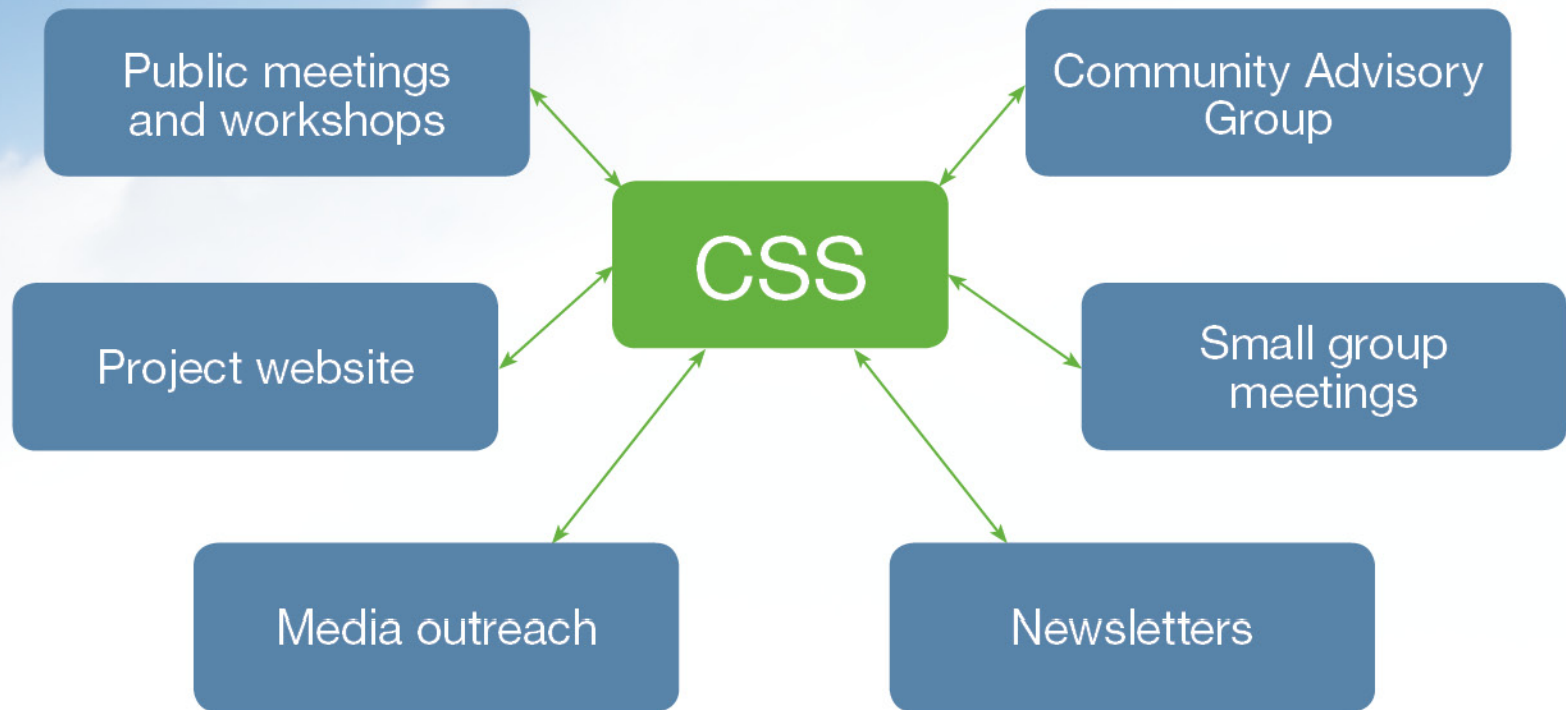 Public meetings
and workshops
Community Advisory
Group
CSS
Project website
Small group
meetings
Media outreach
Newsletters